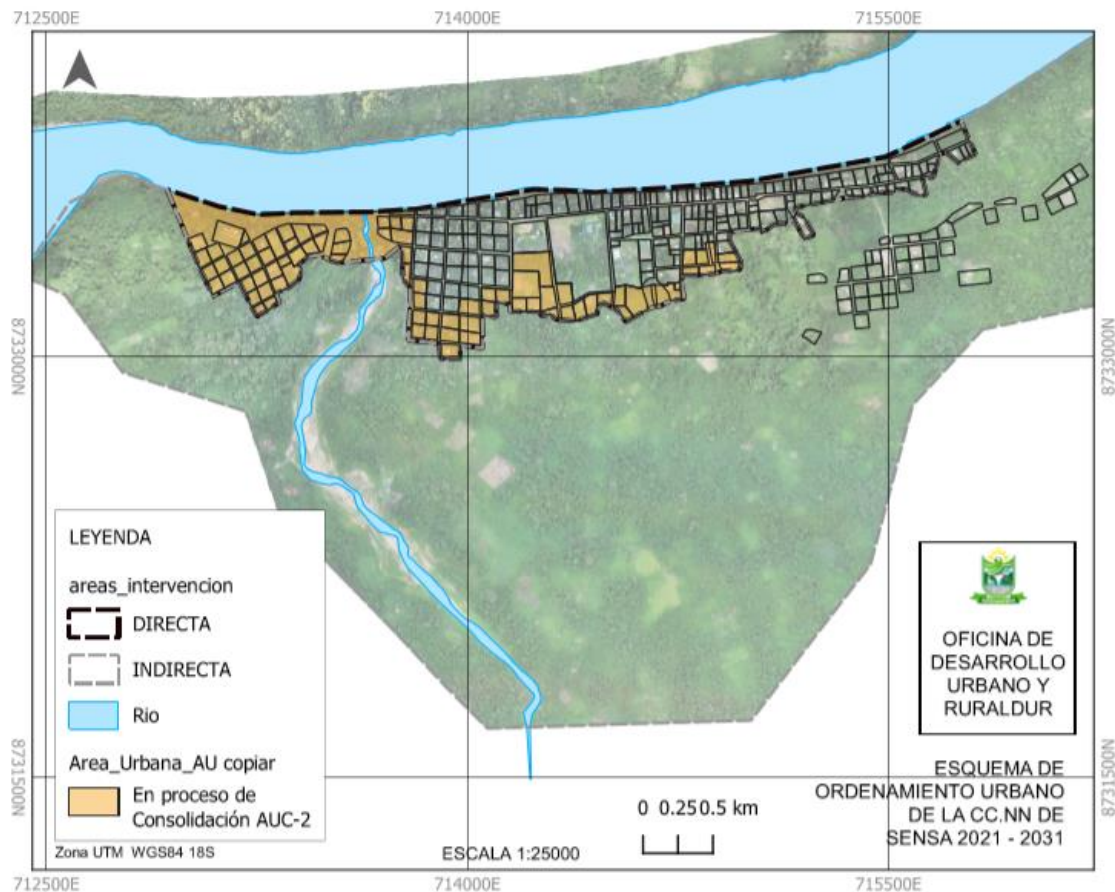 712500E
714000E
715500E
8733000N
8733000N
LEYENDA
areas_intervencion
DIRECTA
INDIRECTA
Rio
Area_Urbana_AU copiar
En proceso de
Consolidación AUC-2
OFICINA DE
DESARROLLO
URBANO Y
RURALDUR
8731500N
8731500N
ESQUEMA DE
ORDENAMIENTO URBANO
DE LA CC.NN DE
SENSA 2021 - 2031
0 0.25 0.5 km
Zona UTM WGS84 18S
ESCALA 1:25000
712500E
714000E
715500E